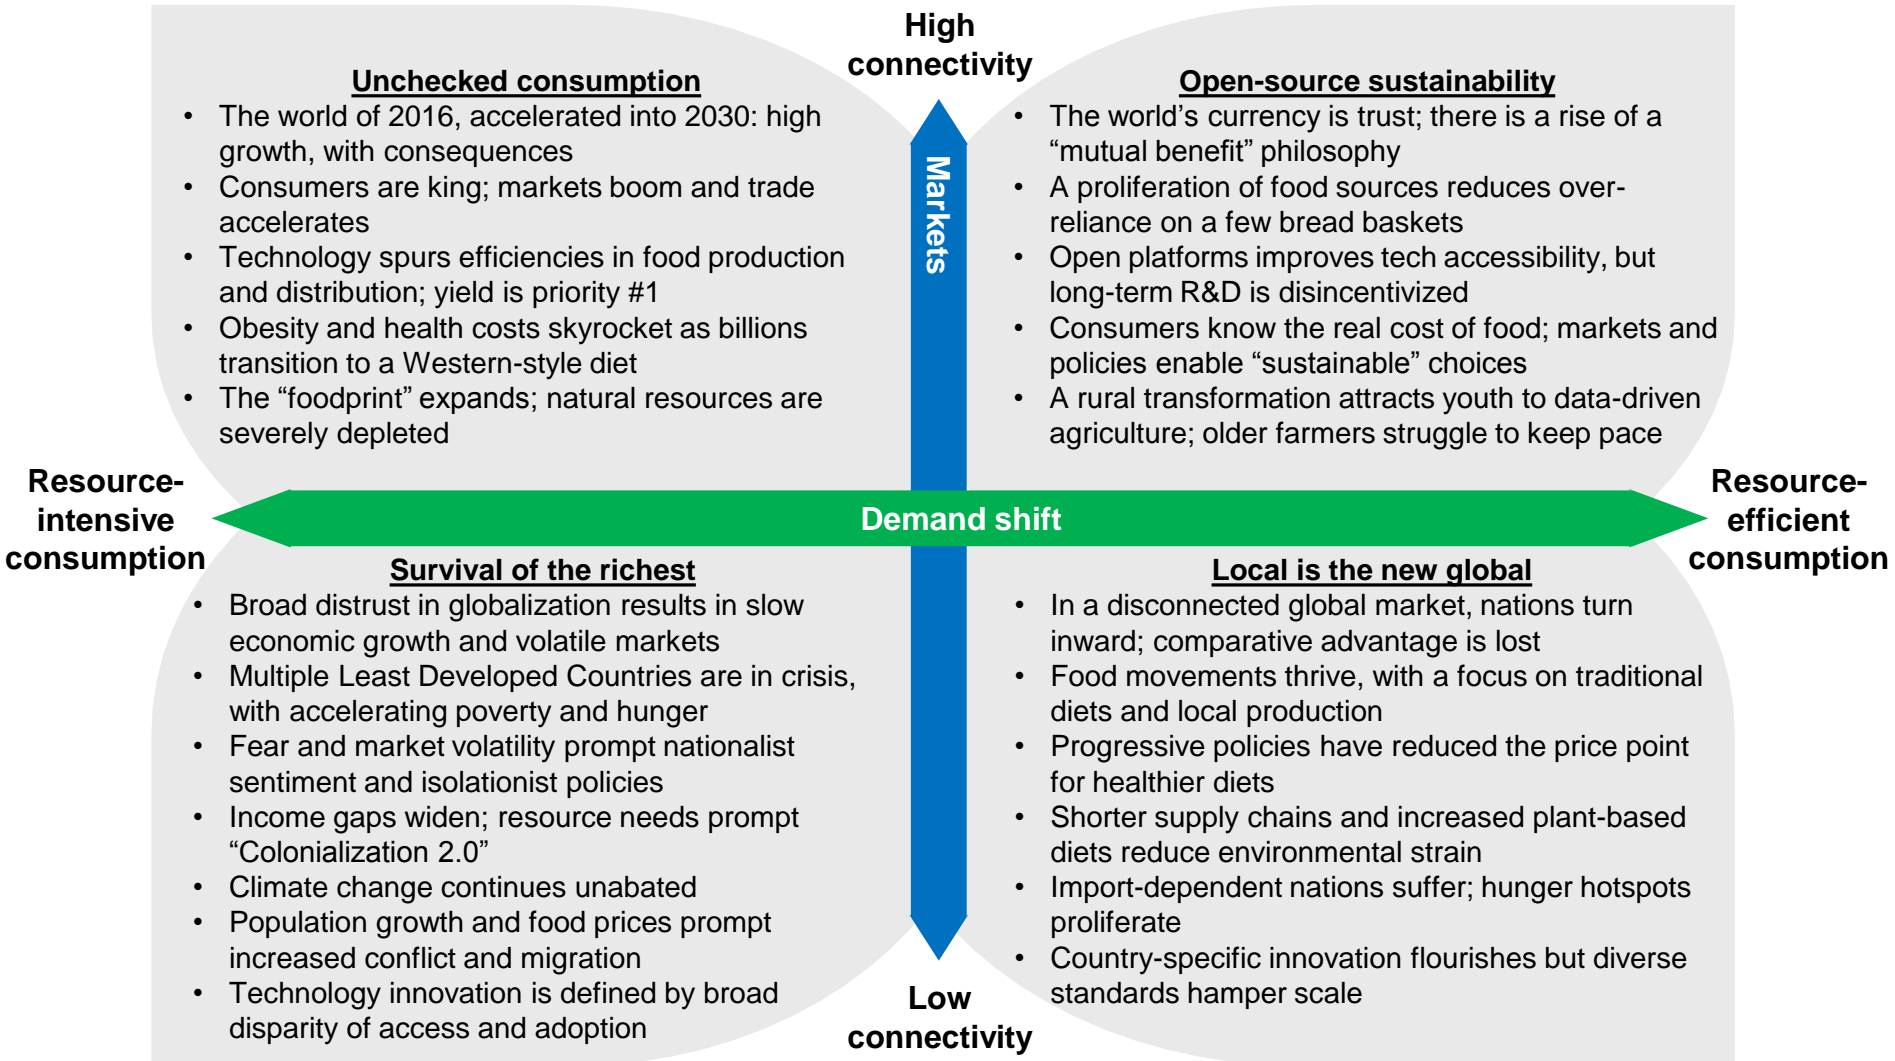 High
connectivity
Unchecked consumption
• The world of 2016, accelerated into 2030: high
growth, with consequences
• Consumers are king; markets boom and trade
accelerates
• Technology spurs efficiencies in food production
and distribution; yield is priority #1
• Obesity and health costs skyrocket as billions
transition to a Western-style diet
• The “foodprint” expands; natural resources are
severely depleted
Markets
Open-source sustainability
• The world’s currency is trust; there is a rise of a
“mutual benefit” philosophy
• A proliferation of food sources reduces over-
reliance on a few bread baskets
• Open platforms improves tech accessibility, but
long-term R&D is disincentivized
• Consumers know the real cost of food; markets and
policies enable “sustainable” choices
• A rural transformation attracts youth to data-driven
agriculture; older farmers struggle to keep pace
Resource-
intensive
consumption
Demand shift
Resource-
efficient
consumption
Survival of the richest
• Broad distrust in globalization results in slow
economic growth and volatile markets
• Multiple Least Developed Countries are in crisis,
with accelerating poverty and hunger
• Fear and market volatility prompt nationalist
sentiment and isolationist policies
• Income gaps widen; resource needs prompt
“Colonialization 2.0”
• Climate change continues unabated
• Population growth and food prices prompt
increased conflict and migration
• Technology innovation is defined by broad
disparity of access and adoption
Local is the new global
• In a disconnected global market, nations turn
inward; comparative advantage is lost
• Food movements thrive, with a focus on traditional
diets and local production
• Progressive policies have reduced the price point
for healthier diets
• Shorter supply chains and increased plant-based
diets reduce environmental strain
• Import-dependent nations suffer; hunger hotspots
proliferate
• Country-specific innovation flourishes but diverse
standards hamper scale
Low
connectivity